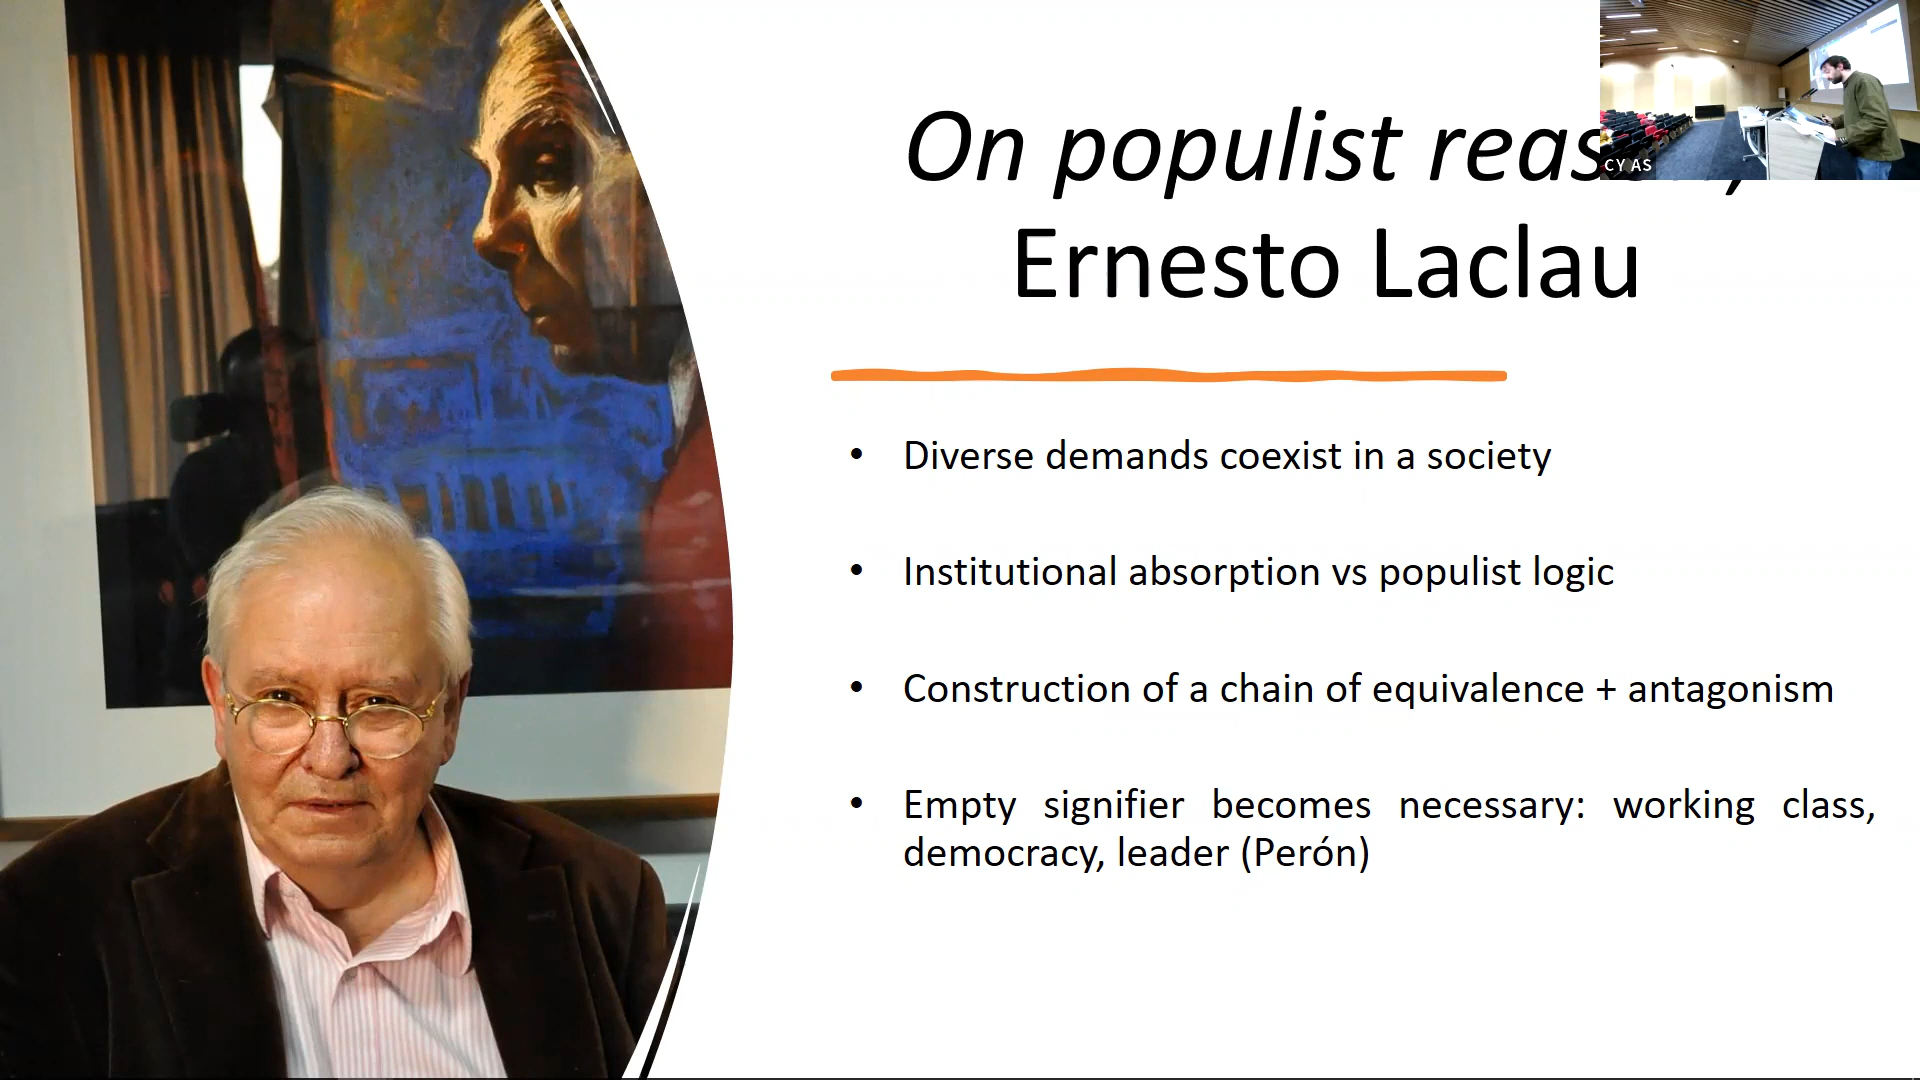 On populist
Ernesto Laclau
CY AS
• Diverse demands coexist in a society
• Institutional absorption vs populist logic
• Construction of a chain of equivalence + antagonism
• Empty signifier becomes necessary: working class,
democracy, leader (Perón)